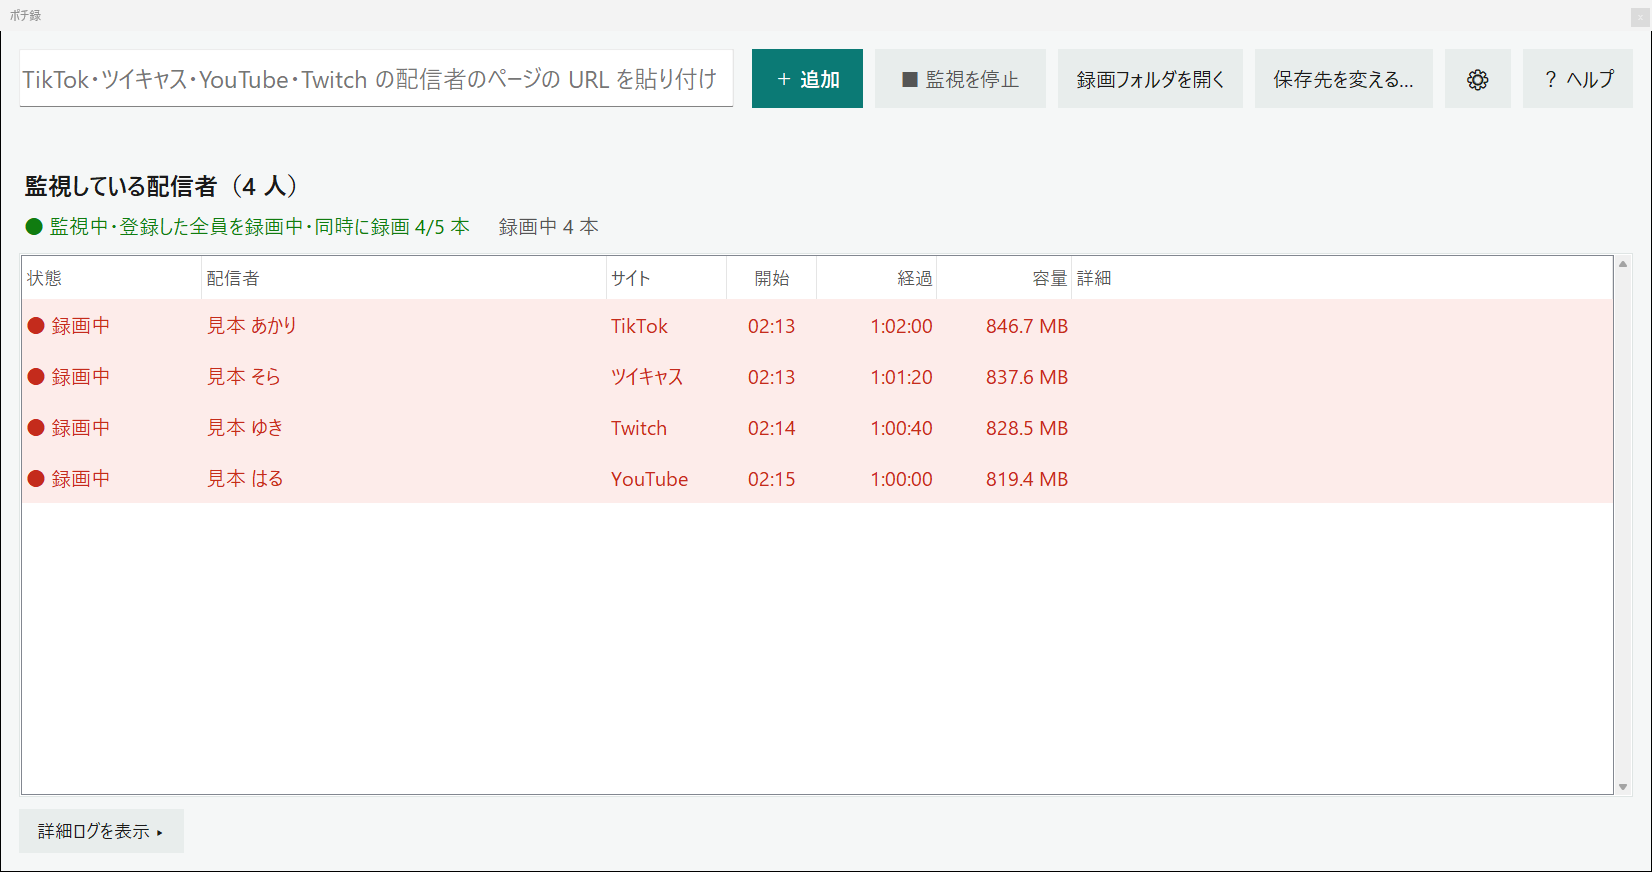 ポチ録
TikTok・ツイキャス・YouTube・Twitch の配信者のページの URL を貼り付け
＋ 追加
■ 監視を停止
録画フォルダを開く
保存先を変える...
? ヘルプ
監視している配信者（4 人）
● 監視中・登録した全員を録画中・同時に録画 4/5 本 録画中 4 本
状態 配信者 サイト 開始 経過 容量 詳細
● 録画中 見本 あかり TikTok 02:13 1:02:00 846.7 MB
● 録画中 見本 そら ツイキャス 02:13 1:01:20 837.6 MB
● 録画中 見本 ゆき Twitch 02:14 1:00:40 828.5 MB
● 録画中 見本 はる YouTube 02:15 1:00:00 819.4 MB
詳細ログを表示 ▸